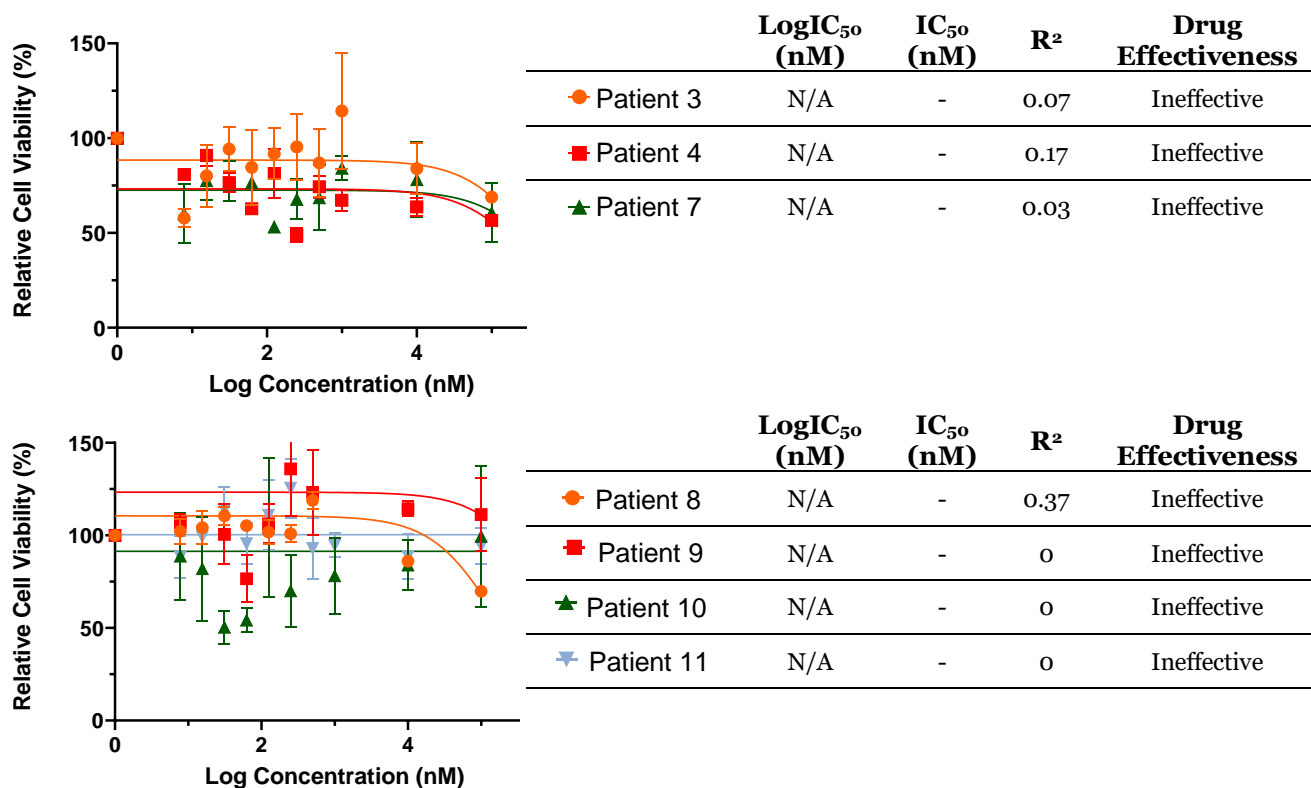 LogIC₅₀ (nM) IC₅₀ (nM) R² Drug Effectiveness
Patient 3 N/A - 0.07 Ineffective
Patient 4 N/A - 0.17 Ineffective
Patient 7 N/A - 0.03 Ineffective
Relative Cell Viability (%)
150
100
50
0
0 2 4
Log Concentration (nM)
LogIC₅₀ (nM) IC₅₀ (nM) R² Drug Effectiveness
Patient 8 N/A - 0.37 Ineffective
Patient 9 N/A - 0 Ineffective
Patient 10 N/A - 0 Ineffective
Patient 11 N/A - 0 Ineffective
Relative Cell Viability (%)
150
100
50
0
0 2 4
Log Concentration (nM)